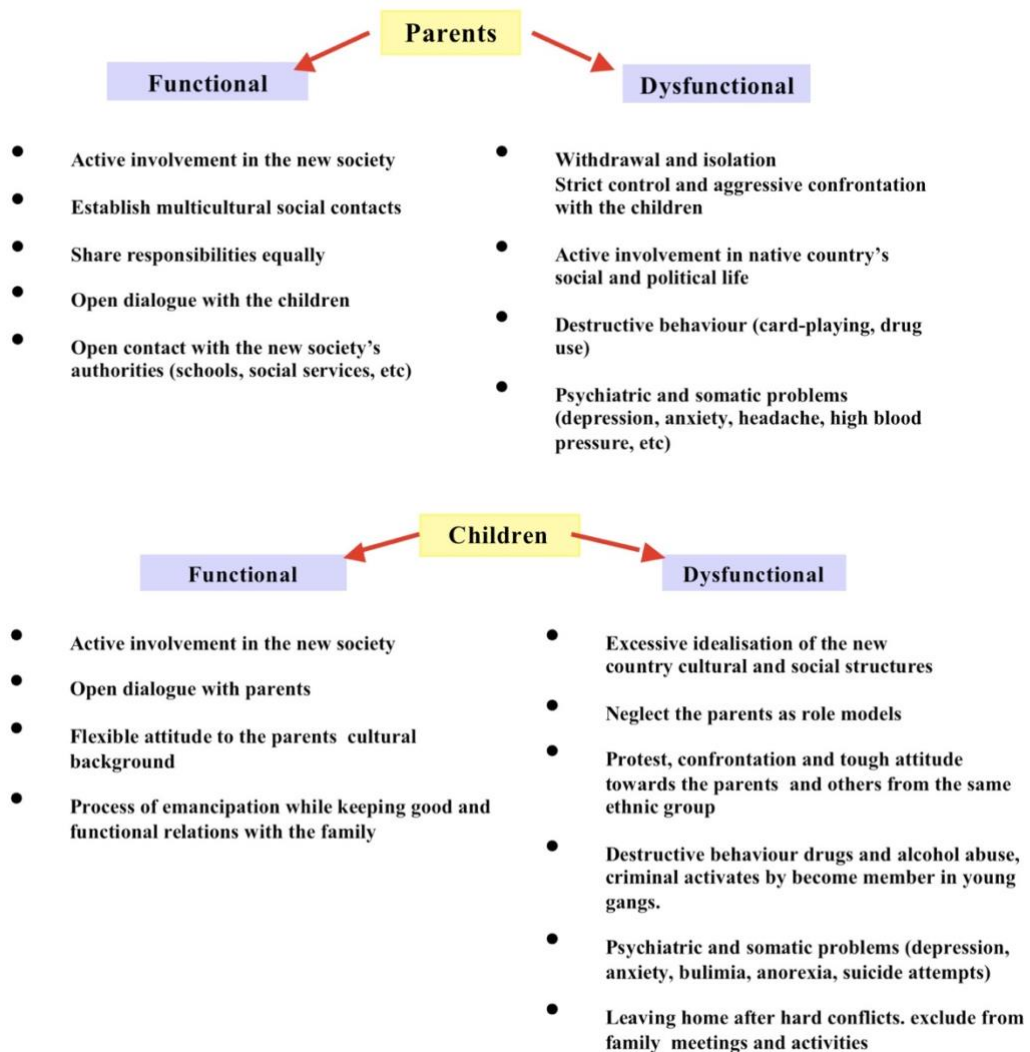 Parents
Functional
Active involvement in the new society
Establish multicultural social contacts
Share responsibilities equally
Open dialogue with the children
Open contact with the new society's
authorities (schools, social services, etc)
Dysfunctional
Withdrawal and isolation
Strict control and aggressive confrontation
with the children
Active involvement in native country's
social and political life
Destructive behaviour (card-playing, drug
use)
Psychiatric and somatic problems
(depression, anxiety, headache, high blood
pressure, etc)
Children
Functional
Active involvement in the new society
Open dialogue with parents
Flexible attitude to the parents cultural
background
Process of emancipation while keeping good and
functional relations with the family
Dysfunctional
Excessive idealisation of the new
country cultural and social structures
Neglect the parents as role models
Protest, confrontation and tough attitude
towards the parents and others from the same
ethnic group
Destructive behaviour drugs and alcohol abuse,
criminal activates by become member in young
gangs.
Psychiatric and somatic problems (depression,
anxiety, bulimia, anorexia, suicide attempts)
Leaving home after hard conflicts. exclude from
family meetings and activities